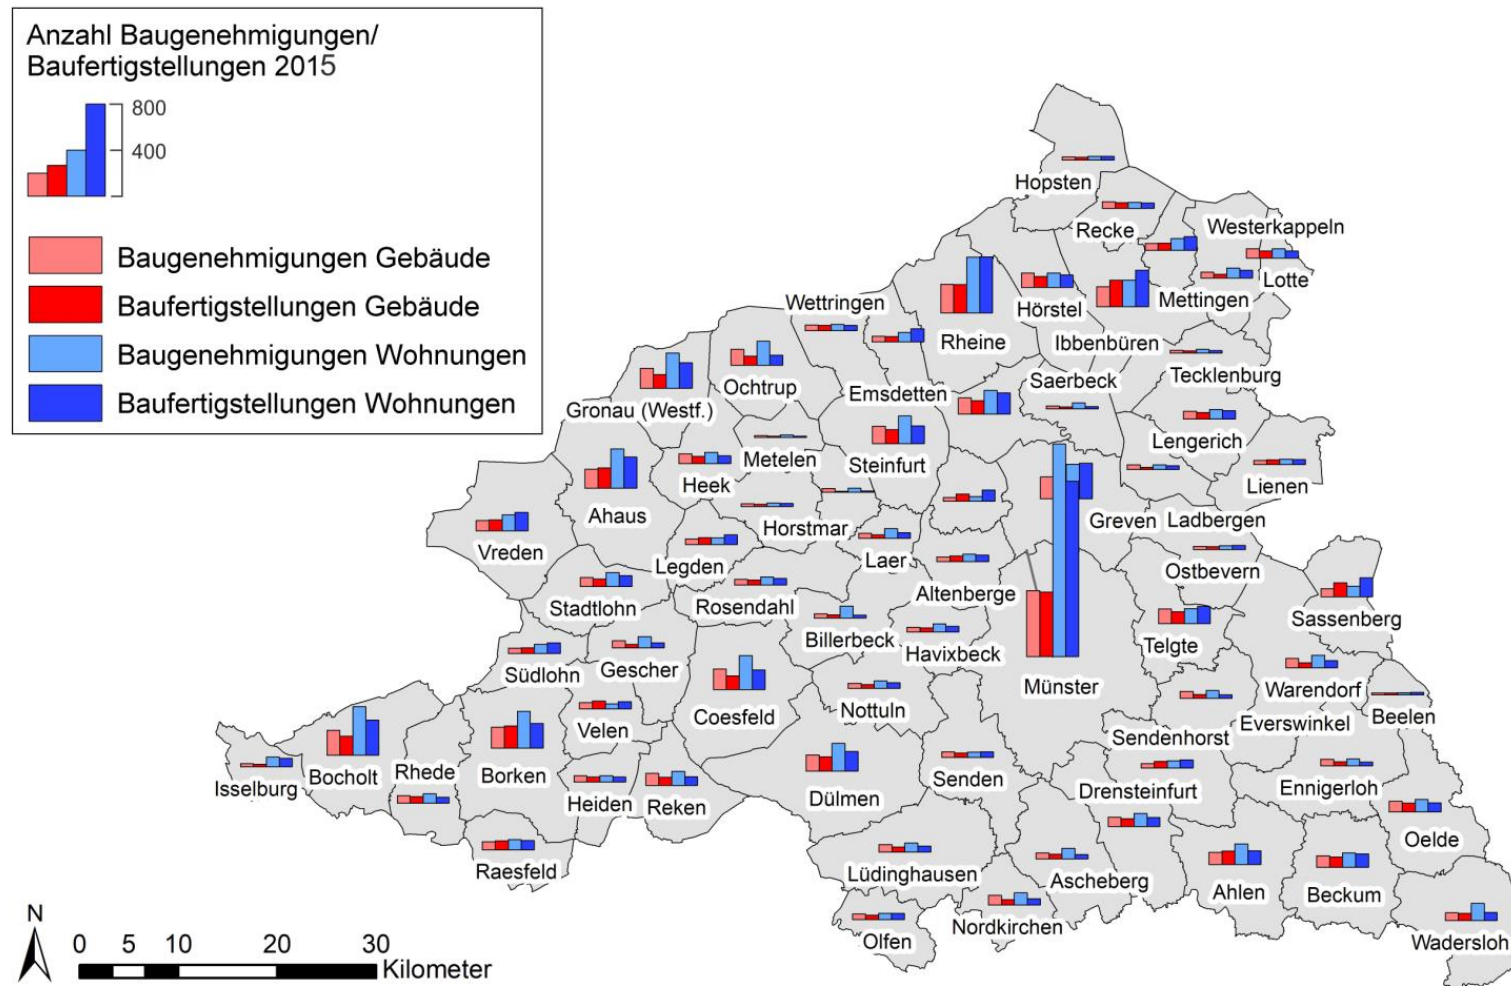 Anzahl Baugenehmigungen/
Baufertigstellungen 2015
800
400
Baugenehmigungen Gebäude
Baufertigstellungen Gebäude
Baugenehmigungen Wohnungen
Baufertigstellungen Wohnungen
Hopsten
Recke
Westerkappeln
Lotte
Mettingen
Wettringen
Hörstel
Rheine
Ibbenbüren
Tecklenburg
Saerbeck
Ochtrup
Emsdetten
Gronau (Westf.)
Lengerich
Metelen
Steinfurt
Lienen
Heek
Ahaus
Horstmar
Greven
Ladbergen
Vreden
Legden
Laer
Ostbevern
Altenberge
Stadtlohn
Rosendahl
Sassenberg
Billerbeck
Havixbeck
Telgte
Südlohn
Gescher
Münster
Warendorf
Coesfeld
Nottuln
Beelen
Everswinkel
Velen
Sendenhorst
Rhede
Borken
Bocholt
Isselburg
Senden
Drensteinfurt
Ennigerloh
Heiden
Reken
Dülmen
Oelde
Raesfeld
Lüdinghausen
Ascheberg
Ahlen
Beckum
Nordkirchen
Olfen
Wadersloh
N
0 5 10 20 30
Kilometer